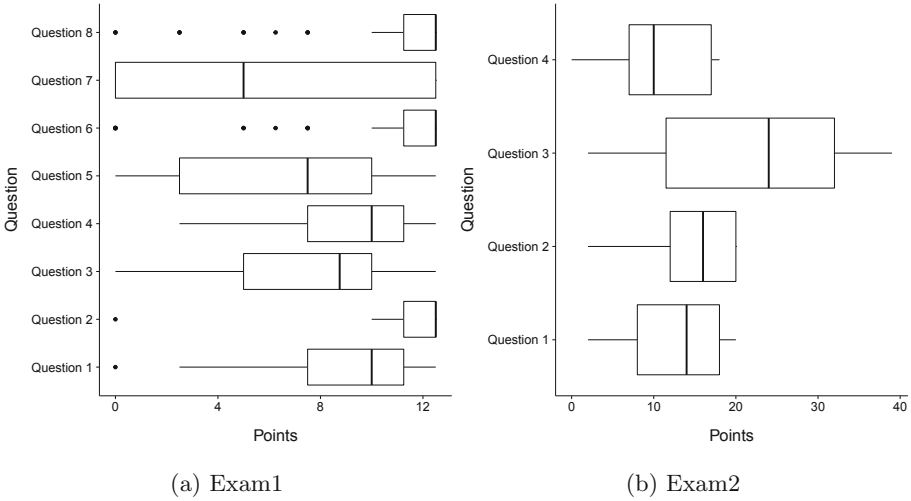 Question 8
Question 7
Question 6
Question 5
Question 4
Question 3
Question 2
Question 1
Question
0 4 8 12
Points
(a) Exam1
Question 4
Question 3
Question 2
Question 1
Question
0 10 20 30 40
Points
(b) Exam2